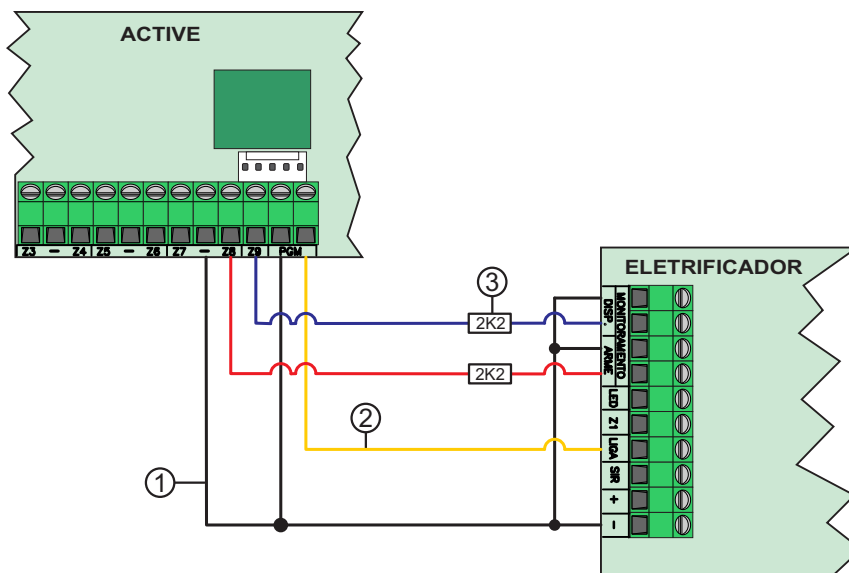 ACTIVE
Z3 – Z4 Z5 – Z6 Z7 – Z8 Z9 PGM
ELETRIFICADOR
MONITORAMENTO
DISP.
ARME
LED
Z1
LIGA
SIR
+
–
3
2K2
2K2
2
1